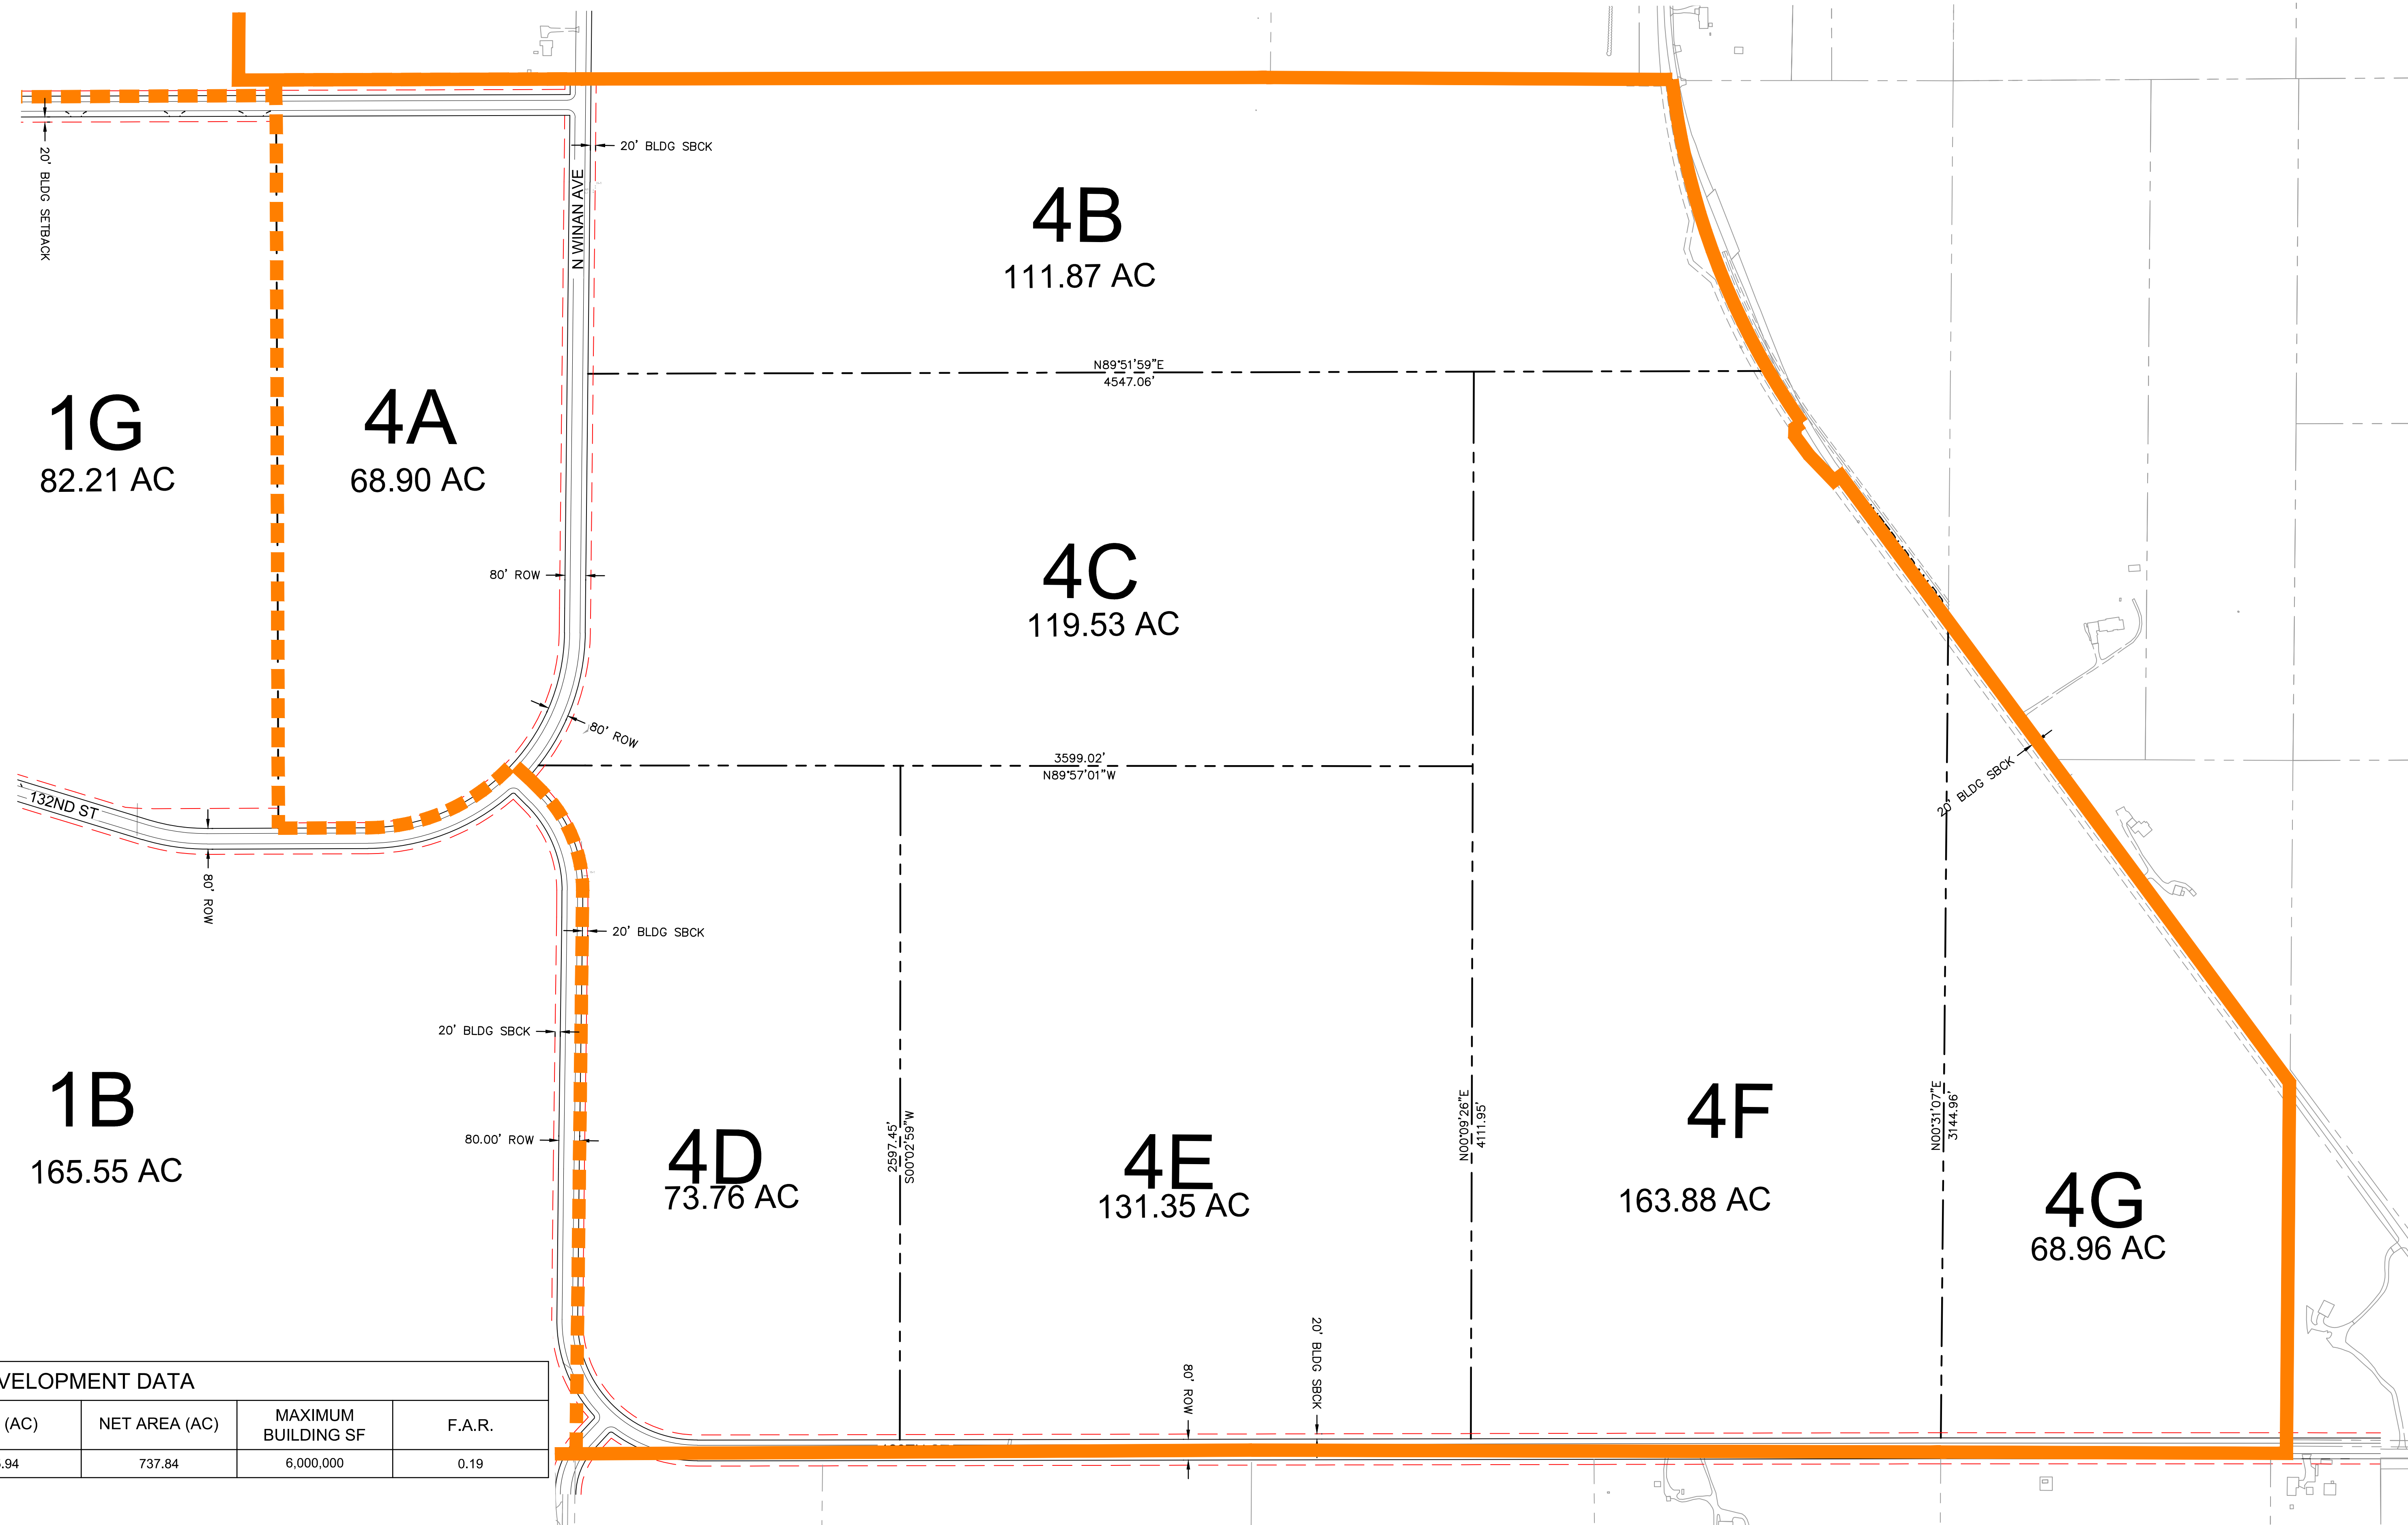 20' BLDG SETBACK
N WINAN AVE
20' BLDG SBCK
4B
111.87 AC
N89°51'59"E
4547.06'
1G
82.21 AC
4A
68.90 AC
80' ROW
4C
119.53 AC
80' ROW
3599.02'
N89°57'01"W
20' BLDG SBCK
132ND ST
80' ROW
20' BLDG SBCK
20' BLDG SBCK
1B
165.55 AC
80.00' ROW
4D
73.76 AC
2597.45'
S00°02'59"W
4E
131.35 AC
N00°09'26"E
4111.95'
4F
163.88 AC
N00°31'07"E
3144.96'
4G
68.96 AC
80' ROW
20' BLDG SBCK
VELOPMENT DATA
(AC)
NET AREA (AC)
MAXIMUM
BUILDING SF
F.A.R.
.94
737.84
6,000,000
0.19